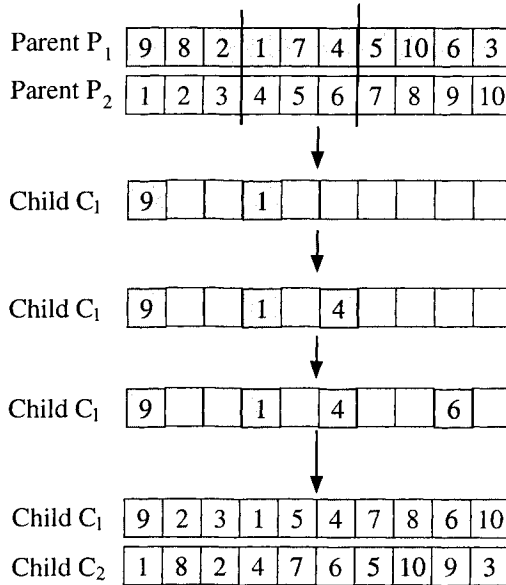 Parent P1 9 8 2 1 7 4 5 10 6 3
Parent P2 1 2 3 4 5 6 7 8 9 10
Child C1 9 1
Child C1 9 1 4
Child C1 9 1 4 6
Child C1 9 2 3 1 5 4 7 8 6 10
Child C2 1 8 2 4 7 6 5 10 9 3